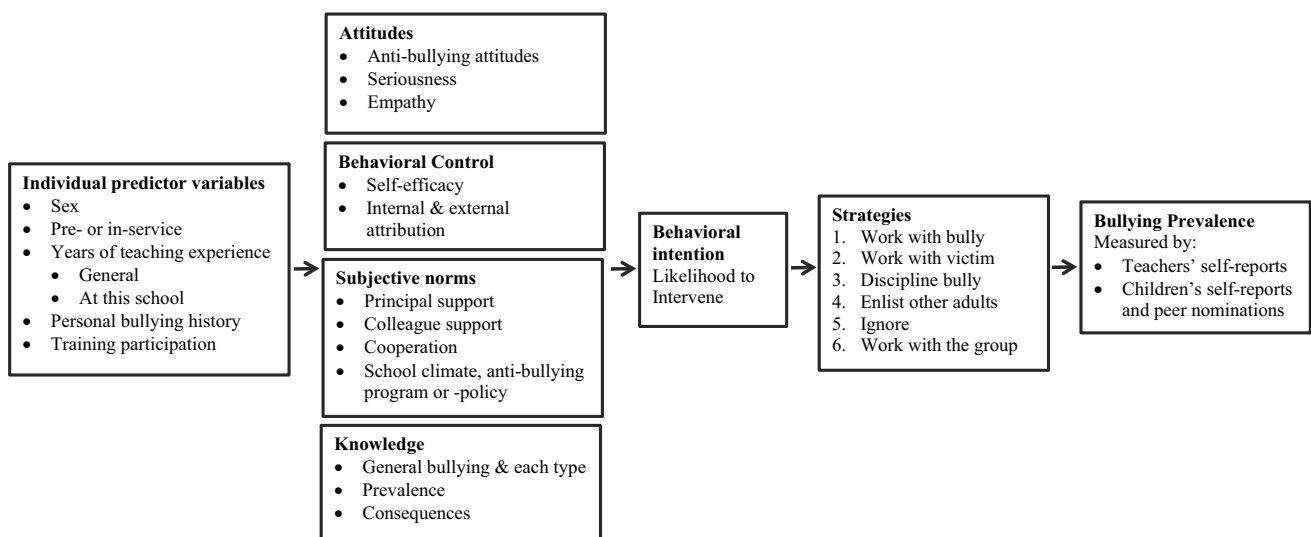 Individual predictor variables
• Sex
• Pre- or in-service
• Years of teaching experience
• General
• At this school
• Personal bullying history
• Training participation
Attitudes
• Anti-bullying attitudes
• Seriousness
• Empathy
Behavioral Control
• Self-efficacy
• Internal & external
attribution
Subjective norms
• Principal support
• Colleague support
• Cooperation
• School climate, anti-bullying
program or -policy
Knowledge
• General bullying & each type
• Prevalence
• Consequences
Behavioral
intention
Likelihood to
Intervene
Strategies
1. Work with bully
2. Work with victim
3. Discipline bully
4. Enlist other adults
5. Ignore
6. Work with the group
Bullying Prevalence
Measured by:
• Teachers’ self-reports
• Children’s self-reports
and peer nominations